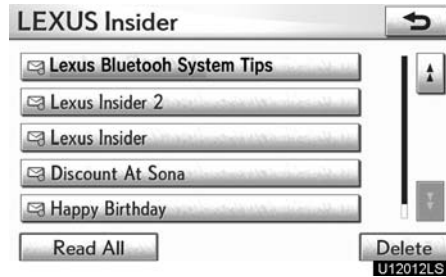 LEXUS Insider
Lexus Bluetooh System Tips
Lexus Insider 2
Lexus Insider
Discount At Sona
Happy Birthday
Read All
Delete
U12012LS